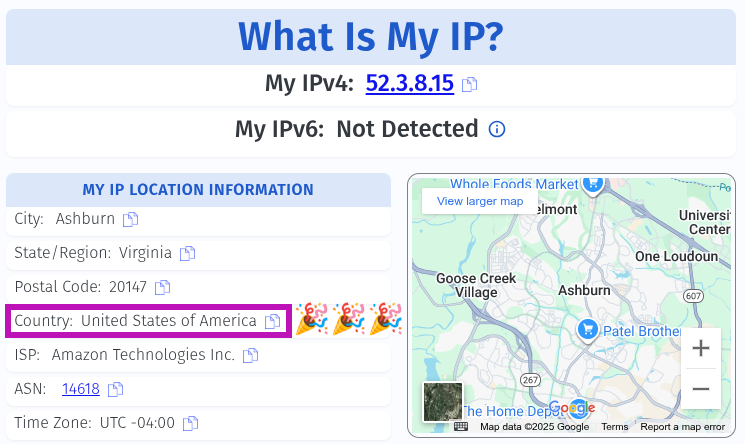 What Is My IP?
My IPv4: 52.3.8.15
My IPv6: Not Detected
MY IP LOCATION INFORMATION
City: Ashburn
State/Region: Virginia
Postal Code: 20147
Country: United States of America
ISP: Amazon Technologies Inc.
ASN: 14618
Time Zone: UTC -04:00
Whole Foods Market
View larger map
elmont
Universi
Center
One Loudoun
Goose Creek
Village
Ashburn
607
Patel Brother
267
The Home Depot
Google
Map data ©2025 Google Terms Report a map error